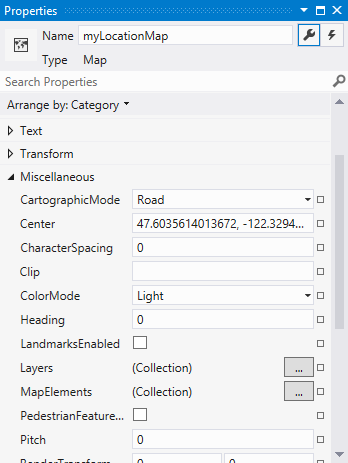 Properties
Name myLocationMap
Type Map
Search Properties
Arrange by: Category
Text
Transform
Miscellaneous
CartographicMode Road
Center 47.6035614013672, -122.3294...
CharacterSpacing 0
Clip
ColorMode Light
Heading 0
LandmarksEnabled
Layers (Collection) ...
MapElements (Collection) ...
PedestrianFeature...
Pitch 0
RenderTransform 0 0